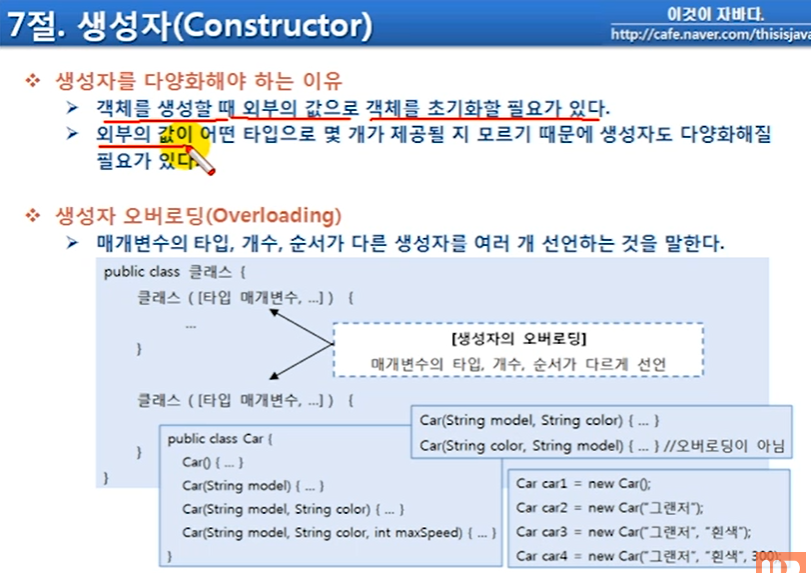 7절. 생성자(Constructor)
이것이 자바다.
http://cafe.naver.com/thisisjava
❖ 생성자를 다양화해야 하는 이유
➤ 객체를 생성할 때 외부의 값으로 객체를 초기화할 필요가 있다.
➤ 외부의 값이 어떤 타입으로 몇 개가 제공될 지 모르기 때문에 생성자도 다양화해질
필요가 있다.
❖ 생성자 오버로딩(Overloading)
➤ 매개변수의 타입, 개수, 순서가 다른 생성자를 여러 개 선언하는 것을 말한다.
public class 클래스 {
클래스 ( [타입 매개변수, ...] ) {
...
}
[생성자의 오버로딩]
매개변수의 타입, 개수, 순서가 다르게 선언
클래스 ( [타입 매개변수, ...] ) {
}
}
Car(String model, String color) { ... }
Car(String color, String model) { ... } //오버로딩이 아님
public class Car {
Car() { ... }
Car(String model) { ... }
Car(String model, String color) { ... }
Car(String model, String color, int maxSpeed) { ... }
}
Car car1 = new Car();
Car car2 = new Car("그랜저");
Car car3 = new Car("그랜저", "흰색");
Car car4 = new Car("그랜저", "흰색", 300);